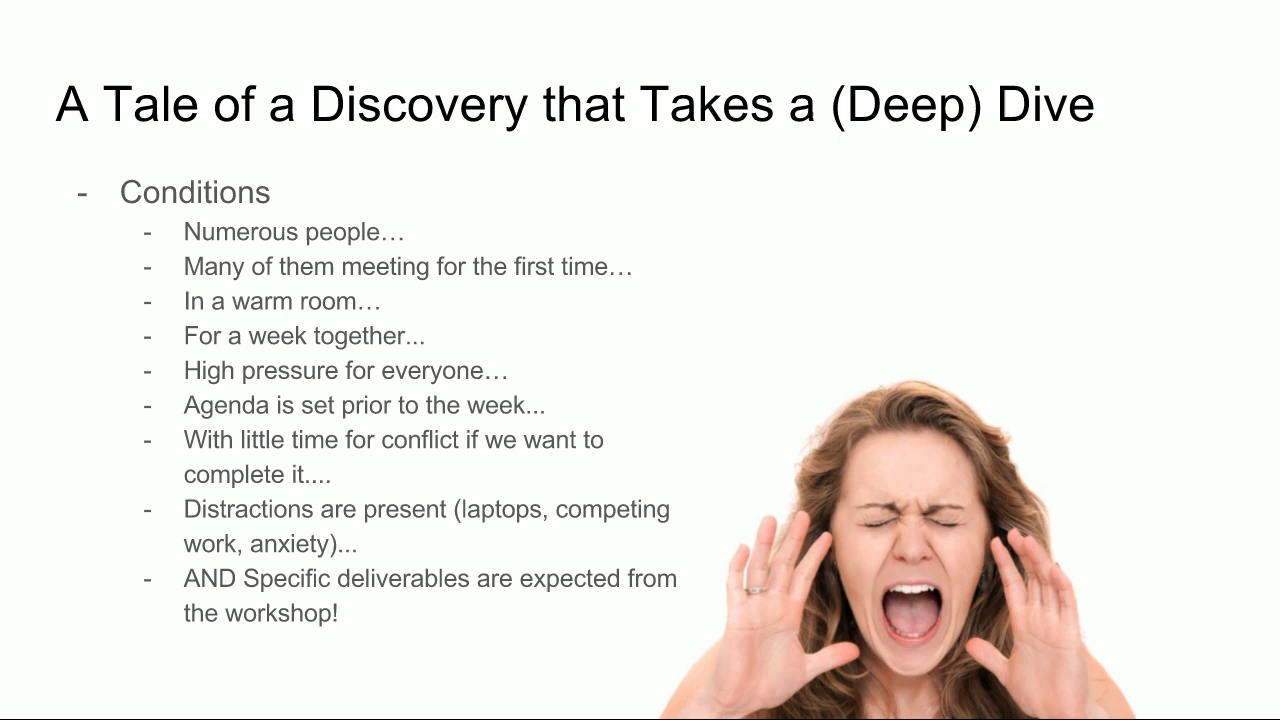 A Tale of a Discovery that Takes a (Deep) Dive
- Conditions
- Numerous people…
- Many of them meeting for the first time…
- In a warm room…
- For a week together...
- High pressure for everyone…
- Agenda is set prior to the week...
- With little time for conflict if we want to
complete it....
- Distractions are present (laptops, competing
work, anxiety)...
- AND Specific deliverables are expected from
the workshop!